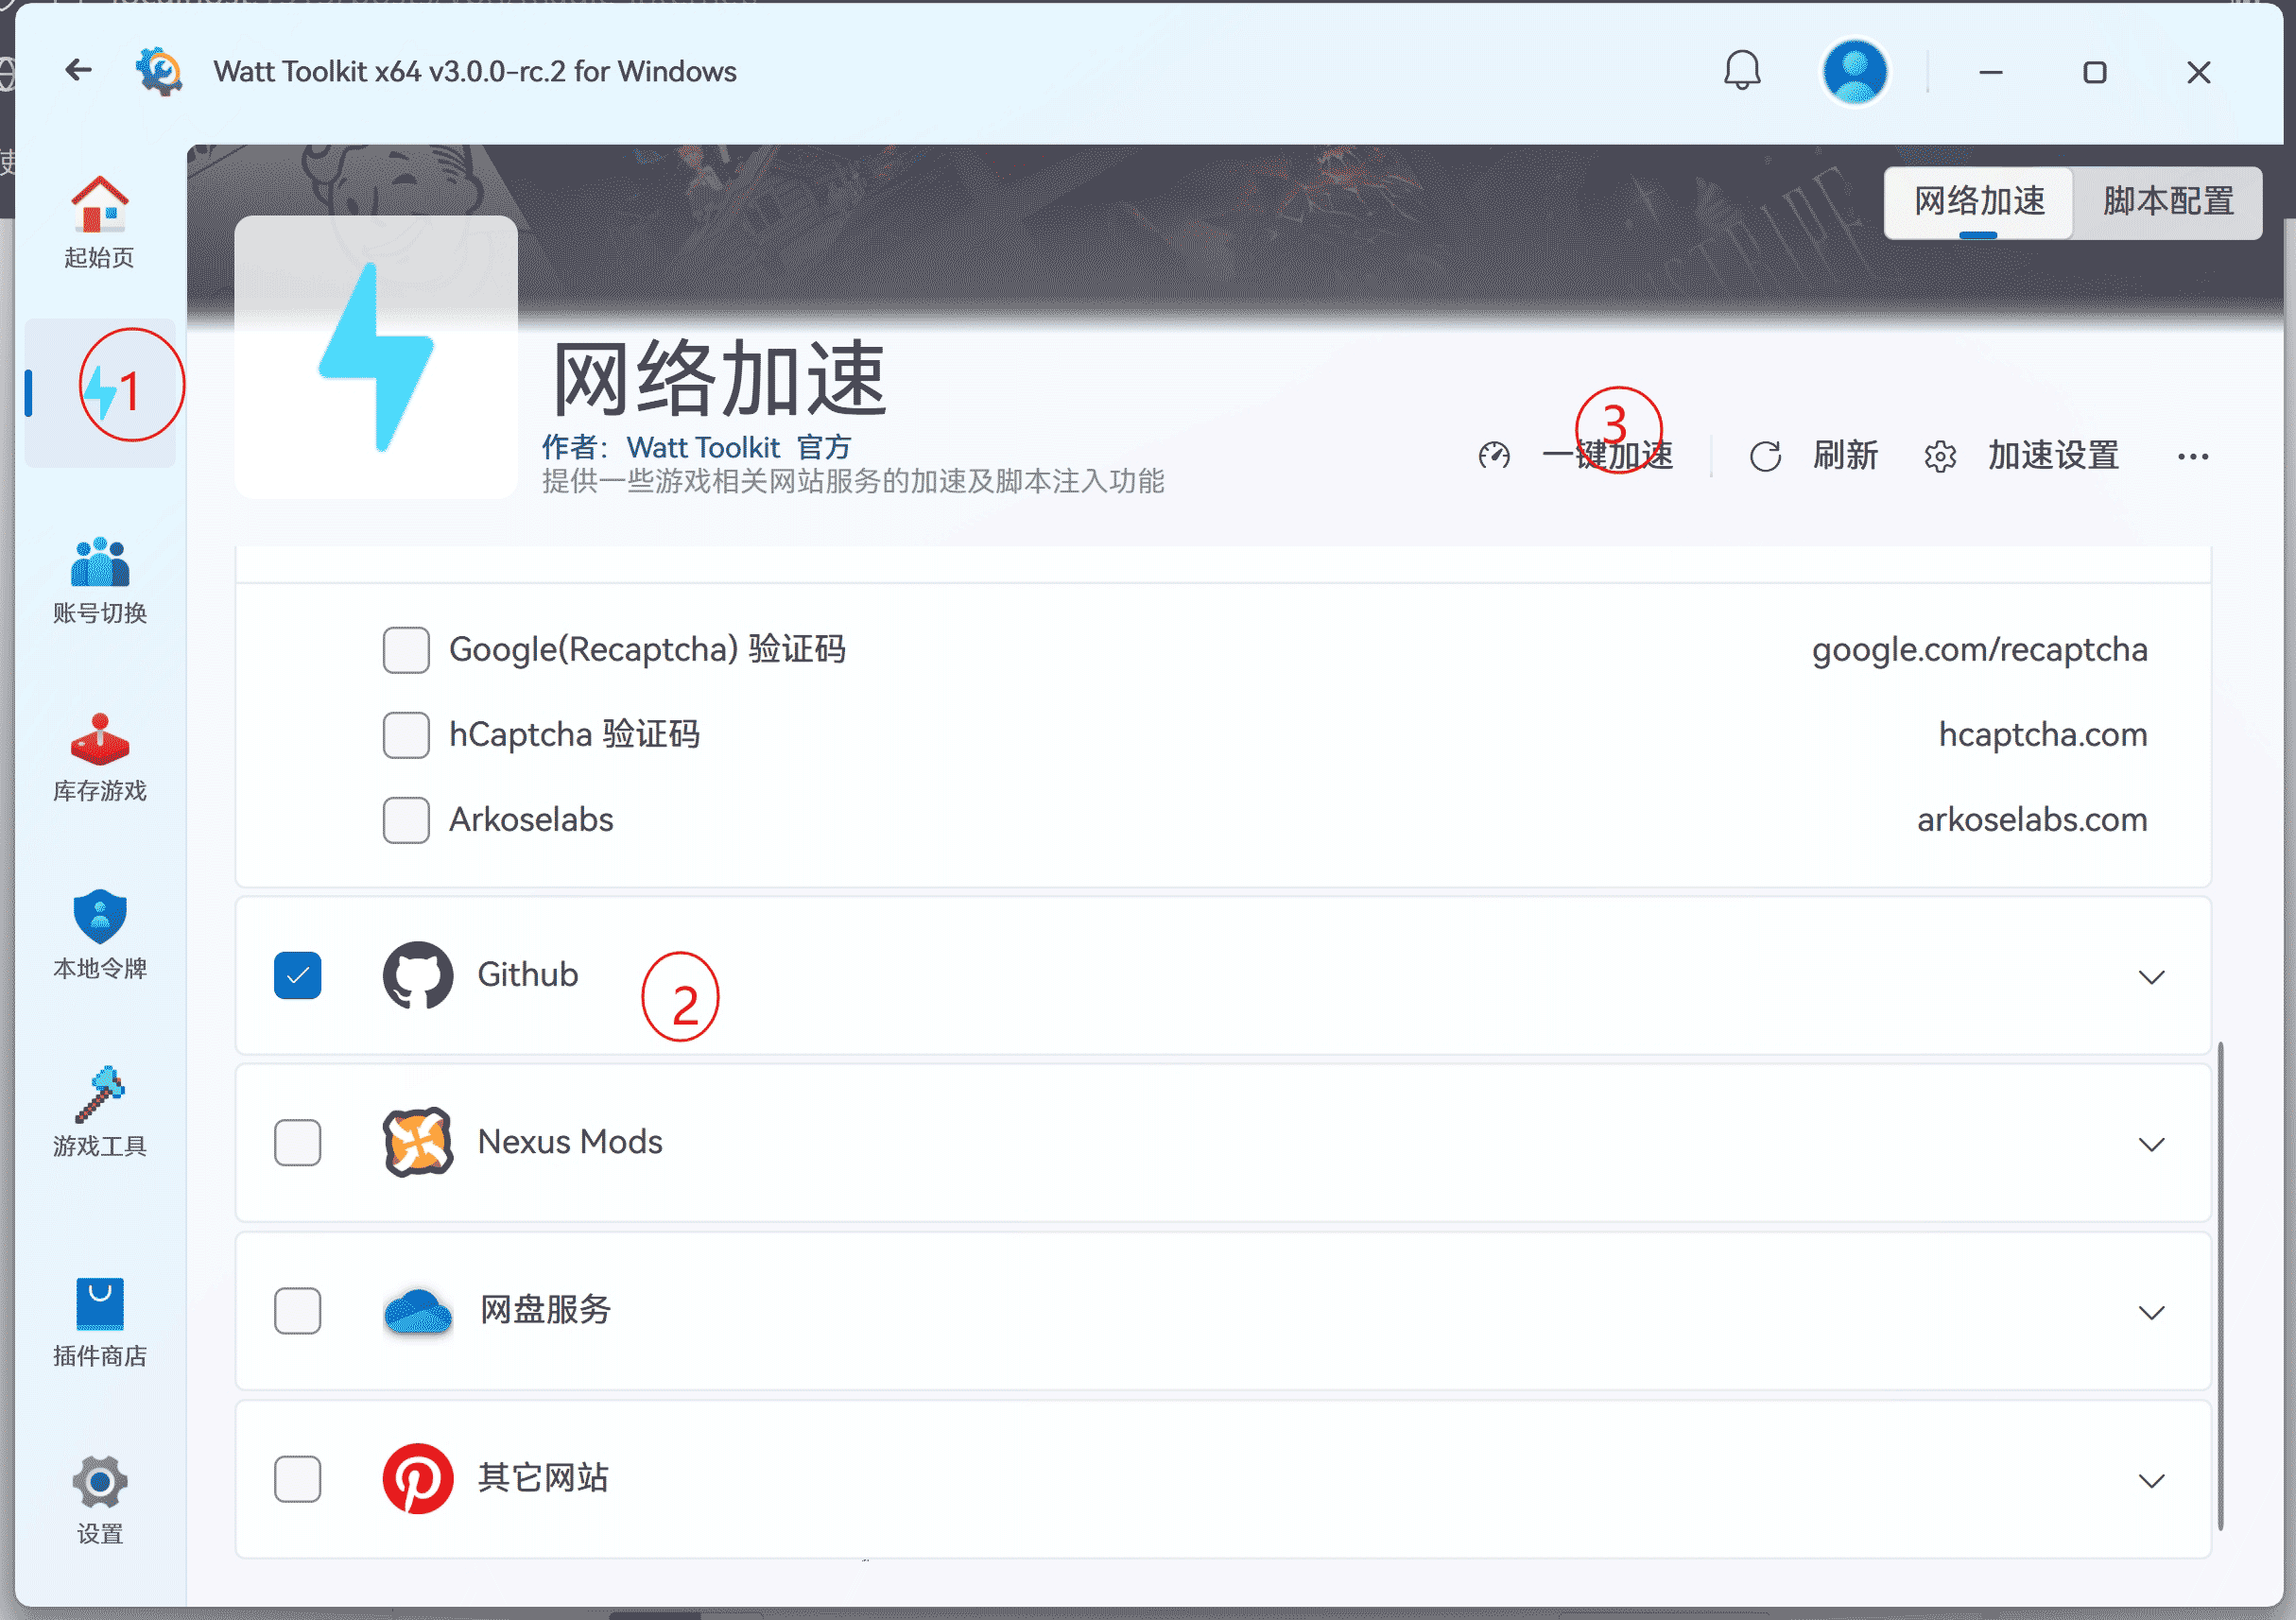 Watt Toolkit x64 v3.0.0-rc.2 for Windows
网络加速 脚本配置
起始页
1
账号切换
库存游戏
本地令牌
游戏工具
插件商店
设置
网络加速
作者: Watt Toolkit 官方
提供一些游戏相关网站服务的加速及脚本注入功能
3
一键加速 刷新 加速设置
Google(Recaptcha) 验证码 google.com/recaptcha
hCaptcha 验证码 hcaptcha.com
Arkoselabs arkoselabs.com
Github
2
Nexus Mods
网盘服务
其它网站